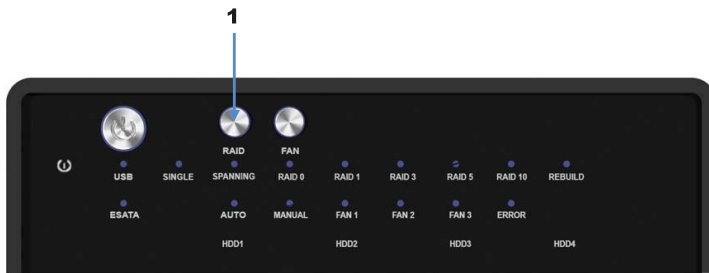 1
RAID FAN
USB SINGLE SPANNING RAID 0 RAID 1 RAID 3 RAID 5 RAID 10 REBUILD
ESATA AUTO MANUAL FAN 1 FAN 2 FAN 3 ERROR
HDD1 HDD2 HDD3 HDD4